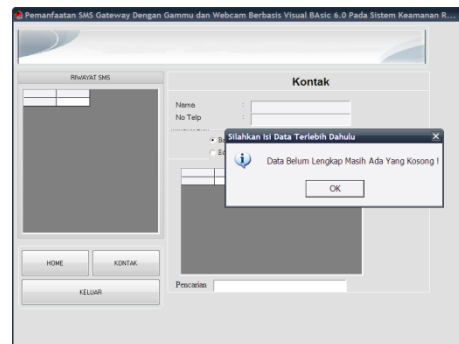 Pemanfaatan SMS Gateway Dengan Gammu dan Webcam Berbasis Visual BAsic 6.0 Pada Sistem Keamanan R...
RIWAYAT SMS
Kontak
Nama :
No Telp :
Silahkan Isi Data Terlebih Dahulu
Data Belum Lengkap Masih Ada Yang Kosong !
OK
HOME
KONTAK
KELUAR
Pencarian